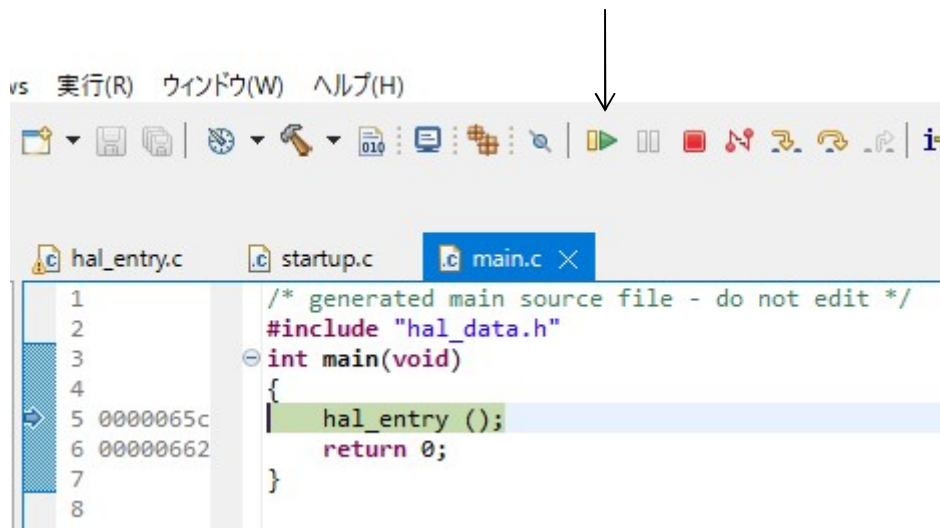 実行(R) ウィンドウ(W) ヘルプ(H)
010
hal_entry.c startup.c main.c
1 /* generated main source file - do not edit */
2 #include "hal_data.h"
3 int main(void)
4 {
5 0000065c hal_entry ();
6 00000662 return 0;
7 }
8